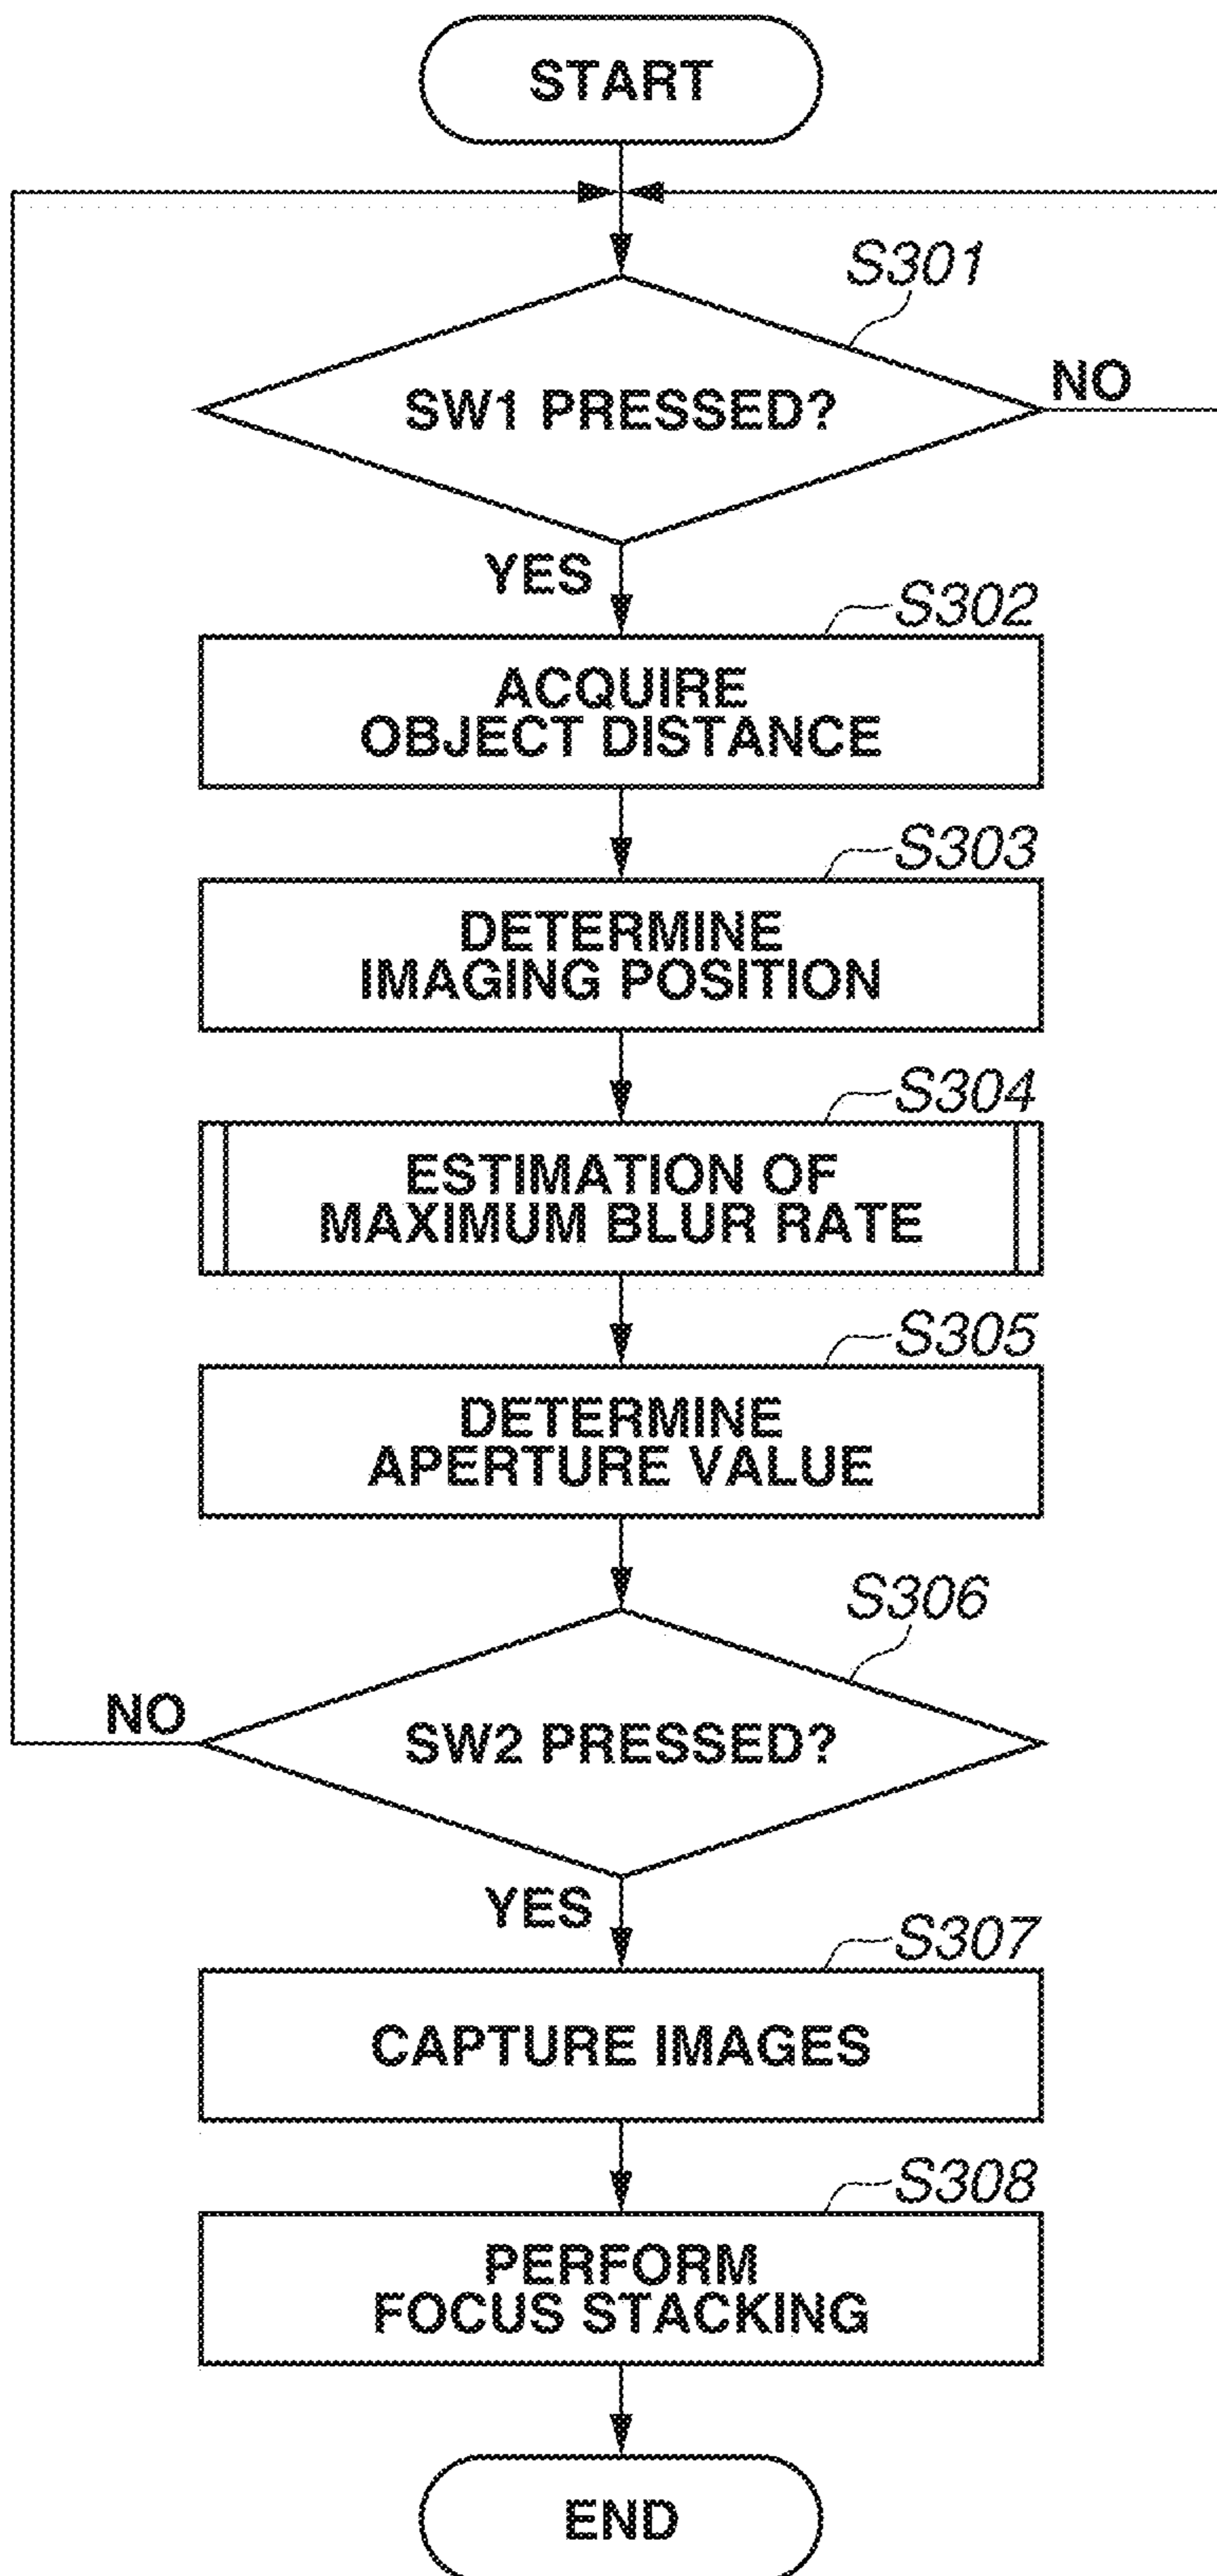 START
S301
SW1 PRESSED?
NO
YES
S302
ACQUIRE
OBJECT DISTANCE
S303
DETERMINE
IMAGING POSITION
S304
ESTIMATION OF
MAXIMUM BLUR RATE
S305
DETERMINE
APERTURE VALUE
S306
NO
SW2 PRESSED?
YES
S307
CAPTURE IMAGES
S308
PERFORM
FOCUS STACKING
END